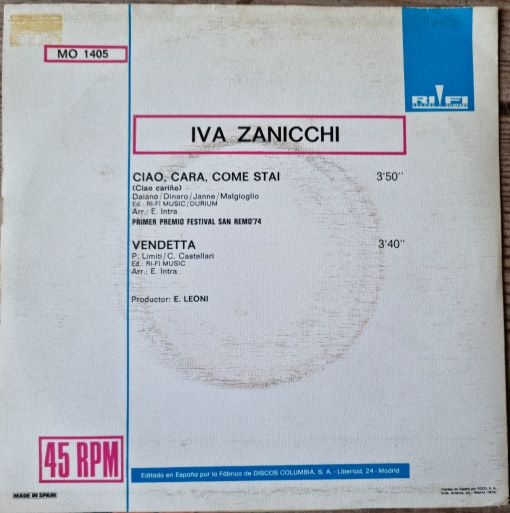 MO 1405
RIFI
RECORD COMPANY
IVA ZANICCHI
CIAO, CARA, COME STAI 3'50''
(Ciao cariño)
Daiano/Dinaro/Janne/Malgioglio
Ed.: RI-FI MUSIC/DURIUM
Arr.: E. Intra
PRIMER PREMIO FESTIVAL SAN REMO'74
VENDETTA 3'40''
P. Limiti/C. Castellari
Ed.: RI-FI MUSIC
Arr.: E. Intra
Productor: E. LEONI
45 RPM
Editado en España por la Fábrica de DISCOS COLUMBIA, S. A. - Libertad, 24 - Madrid
MADE IN SPAIN